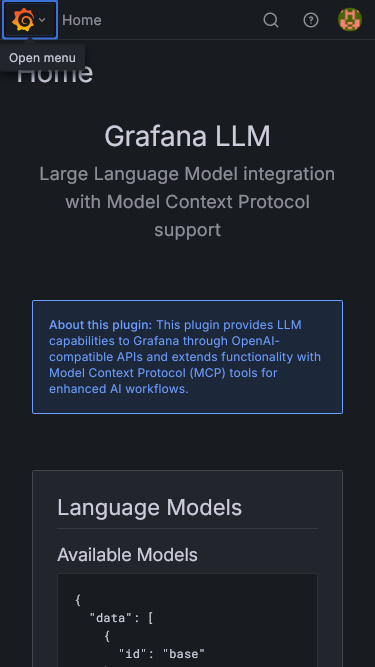 Home
Open menu
Home
Grafana LLM
Large Language Model integration
with Model Context Protocol
support
About this plugin: This plugin provides LLM
capabilities to Grafana through OpenAI-
compatible APIs and extends functionality with
Model Context Protocol (MCP) tools for
enhanced AI workflows.
Language Models
Available Models
{
"data": [
{
"id": "base"